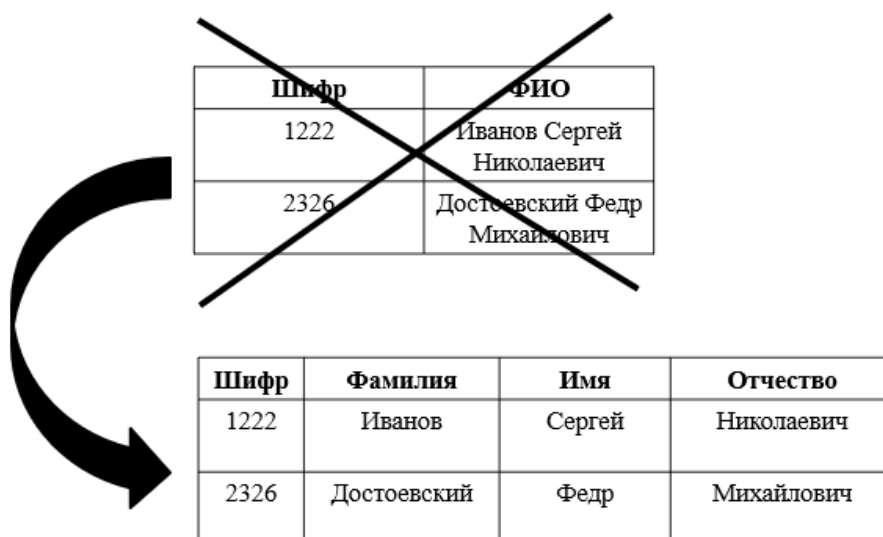 Шифр ФИО
1222 Иванов Сергей
Николаевич
2326 Достоевский Федр
Михайлович
Шифр Фамилия Имя Отчество
1222 Иванов Сергей Николаевич
2326 Достоевский Федр Михайлович